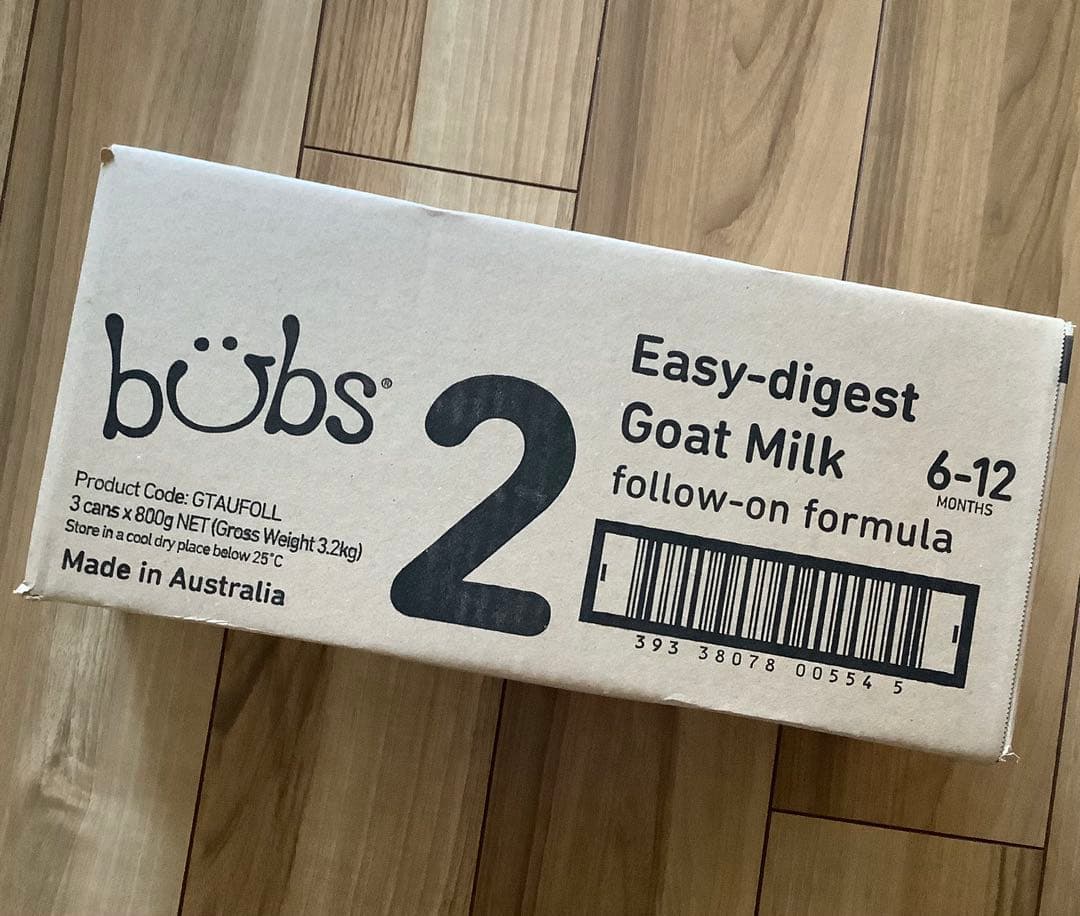 bübs®
Product Code: GTAUFOLL
3 cans x 800g NET (Gross Weight 3.2kg)
Store in a cool dry place below 25°C
Made in Australia
2
Easy-digest
Goat Milk
follow-on formula
6-12
MONTHS
393 38078 00554 5